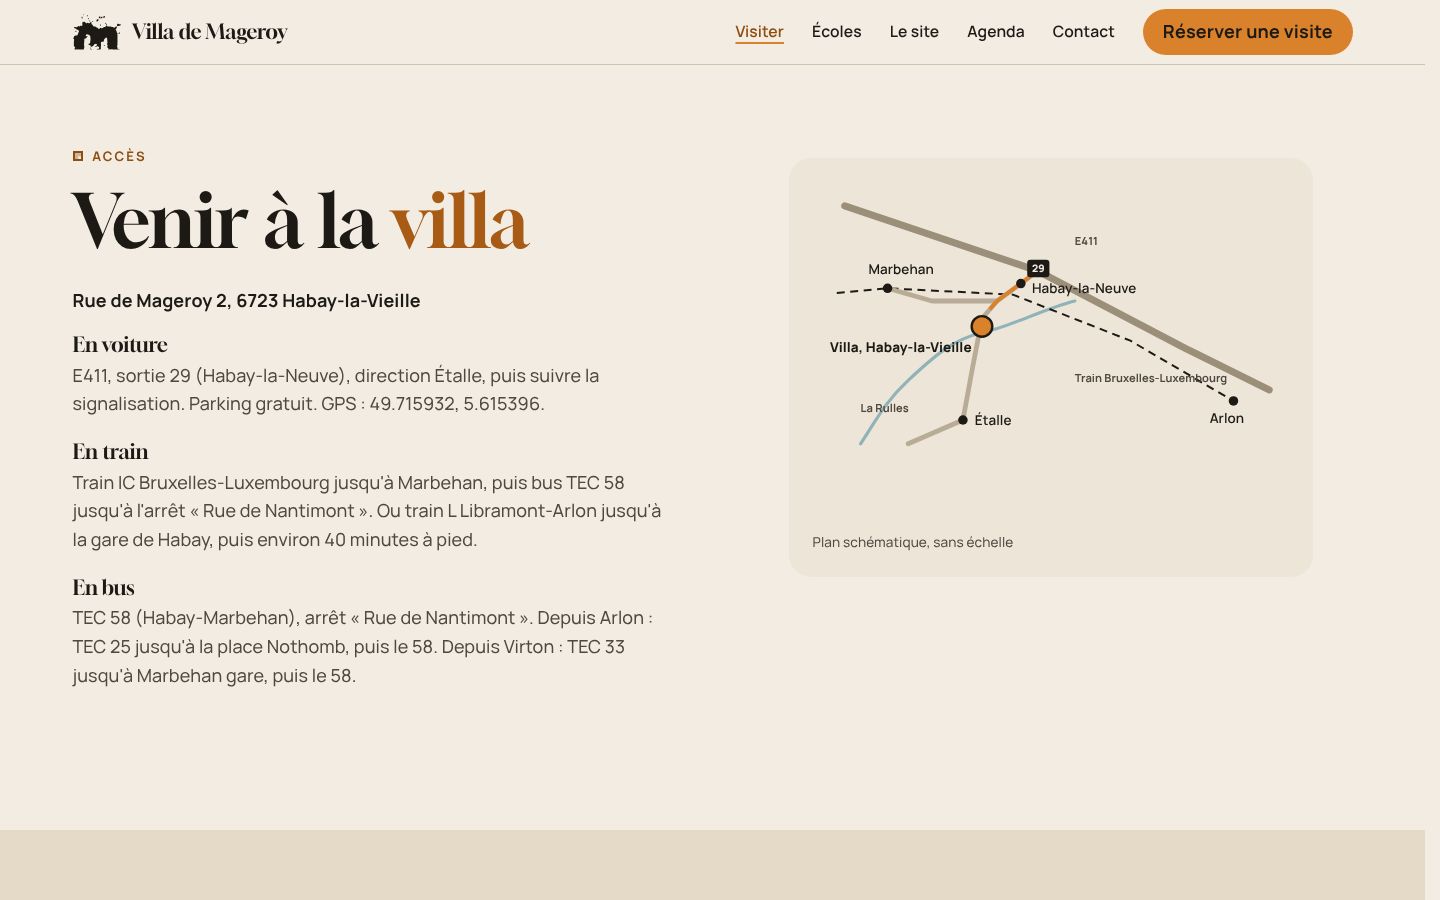 Villa de Mageroy
Visiter
Écoles
Le site
Agenda
Contact
Réserver une visite
ACCÈS
Venir à la villa
Rue de Mageroy 2, 6723 Habay-la-Vieille
En voiture
E411, sortie 29 (Habay-la-Neuve), direction Étalle, puis suivre la
signalisation. Parking gratuit. GPS : 49.715932, 5.615396.
En train
Train IC Bruxelles-Luxembourg jusqu'à Marbehan, puis bus TEC 58
jusqu'à l'arrêt « Rue de Nantimont ». Ou train L Libramont-Arlon jusqu'à
la gare de Habay, puis environ 40 minutes à pied.
En bus
TEC 58 (Habay-Marbehan), arrêt « Rue de Nantimont ». Depuis Arlon :
TEC 25 jusqu'à la place Nothomb, puis le 58. Depuis Virton : TEC 33
jusqu'à Marbehan gare, puis le 58.
E411
29
Marbehan
Habay-la-Neuve
Villa, Habay-la-Vieille
Train Bruxelles-Luxembourg
La Rulles
Étalle
Arlon
Plan schématique, sans échelle